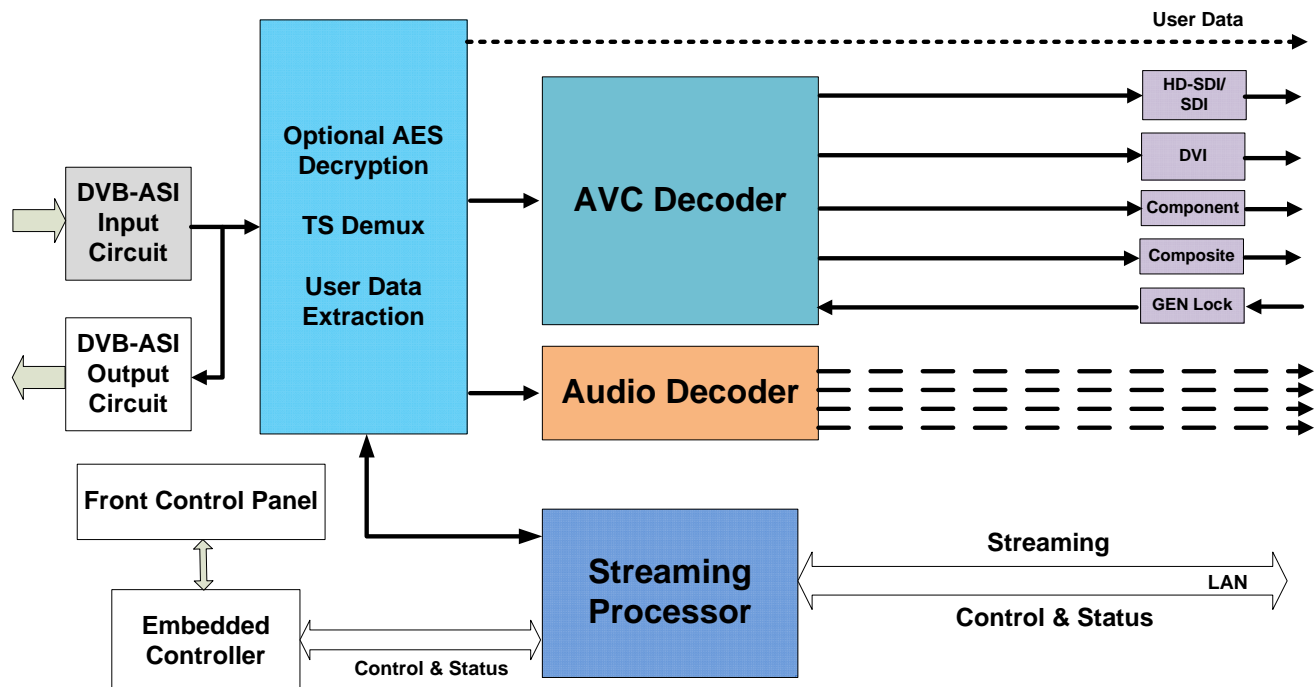 User Data
HD-SDI/
SDI
DVI
Component
Composite
GEN Lock
Optional AES
Decryption
TS Demux
User Data
Extraction
AVC Decoder
DVB-ASI
Input
Circuit
DVB-ASI
Output
Circuit
Audio Decoder
Front Control Panel
Embedded
Controller
Control & Status
Streaming
Processor
Streaming
LAN
Control & Status